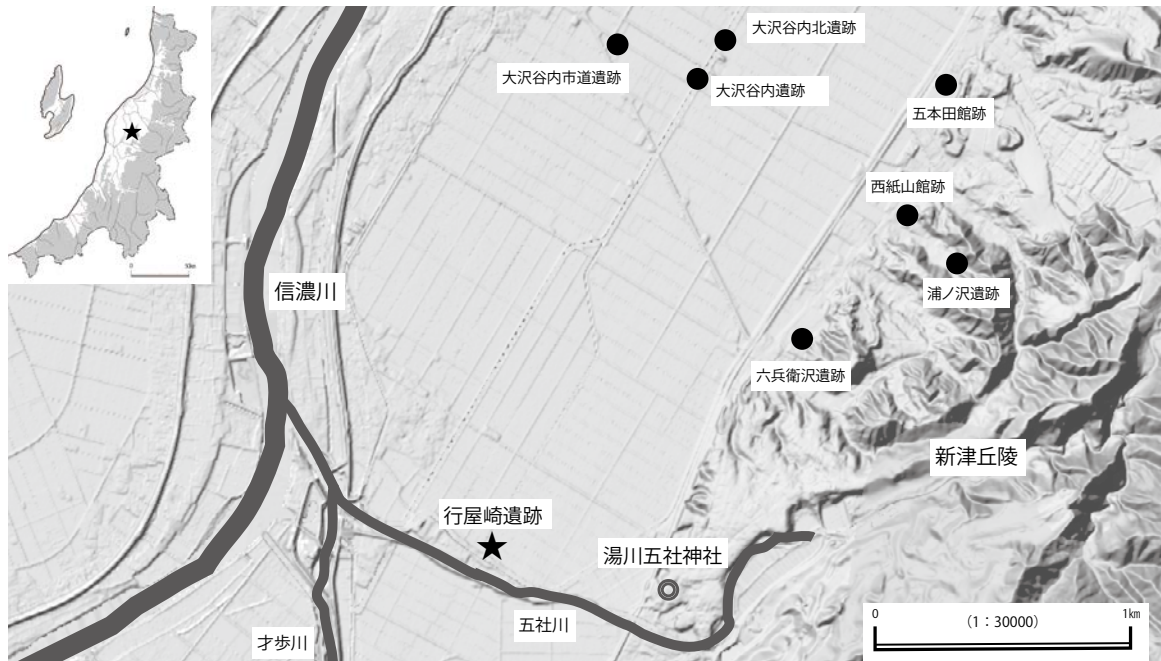 大沢谷内北遺跡
大沢谷内市道遺跡
大沢谷内遺跡
五本田館跡
西紙山館跡
0
50km
信濃川
浦ノ沢遺跡
六兵衛沢遺跡
新津丘陵
行屋崎遺跡
湯川五社神社
五社川
才歩川
0
(1：30000)
1km